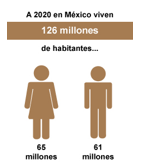 A 2020 en México viven
126 millones
de habitantes...
65
millones
61
millones